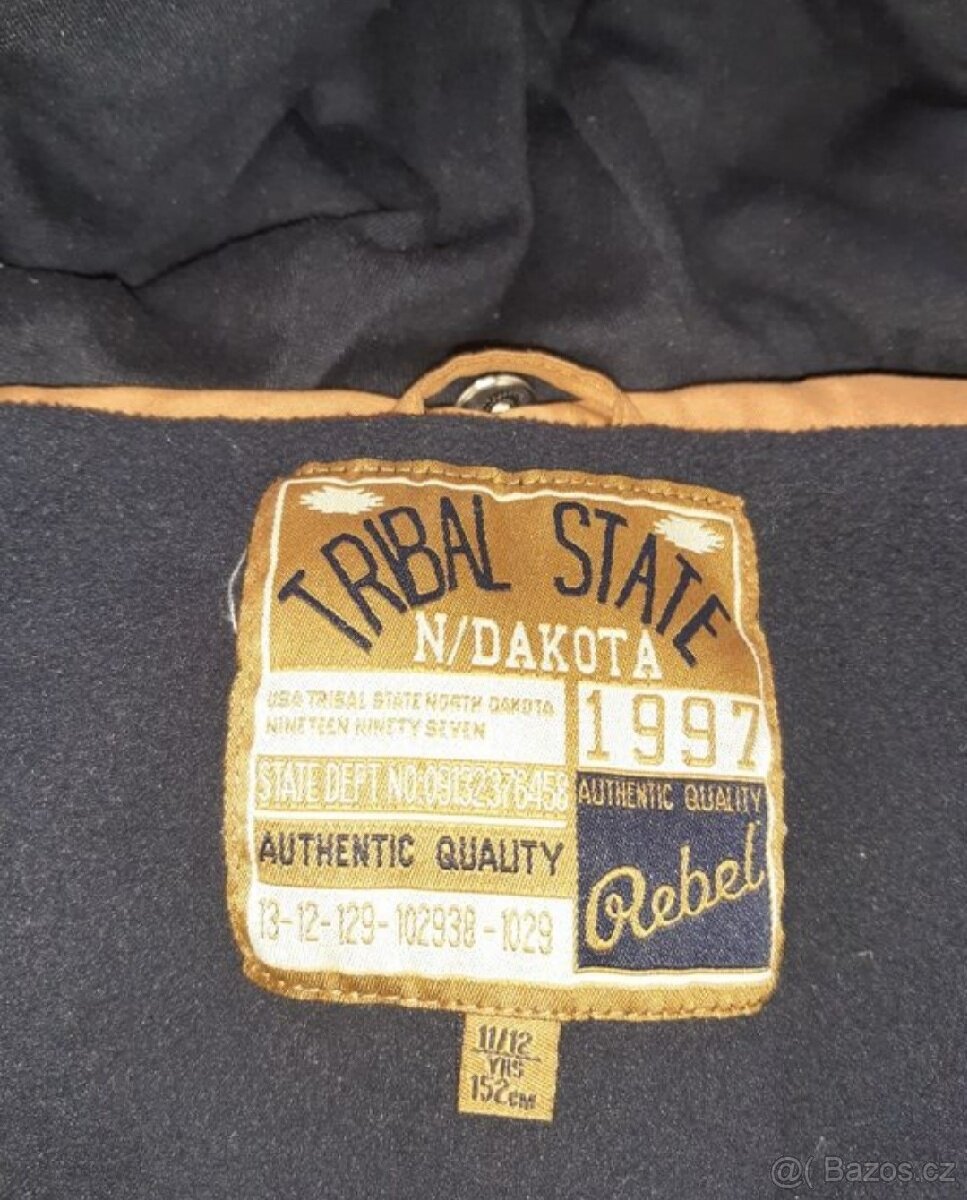 TRIBAL STATE
N/DAKOTA
USA TRIBAL STATE NORTH DAKOTA
NINETEEN NINETY SEVEN
1997
STATE DEPT NO:09132376458
AUTHENTIC QUALITY
AUTHENTIC QUALITY
Rebel
13-12-129-102938-1029
11/12
YRS
152CM
@( Bazos.cz